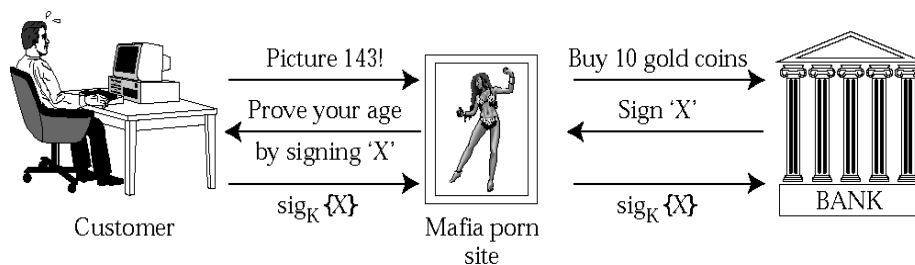 Picture 143!
Prove your age
by signing ‘X’
sig_K {X}
Customer
Mafia porn
site
Buy 10 gold coins
Sign ‘X’
sig_K {X}
BANK